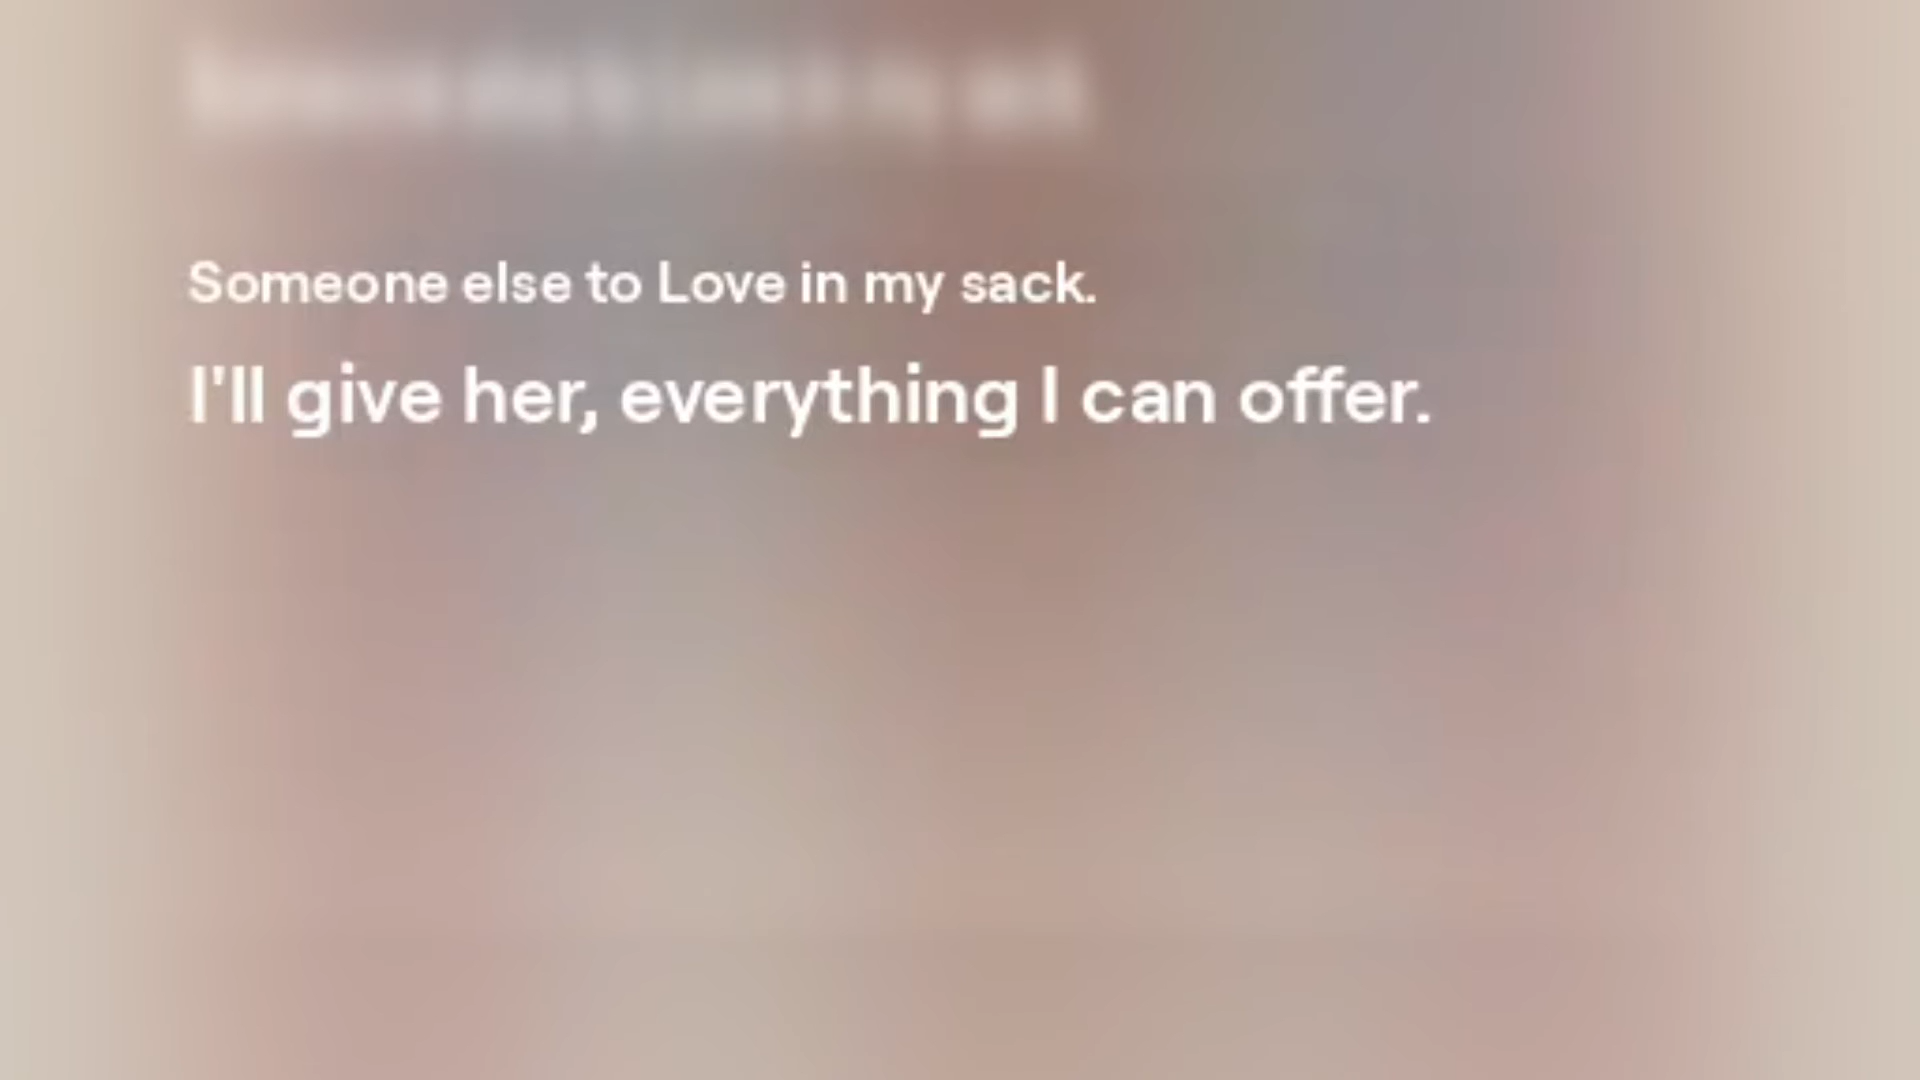 Someone else to Love in my sack.
I'll give her, everything I can offer.